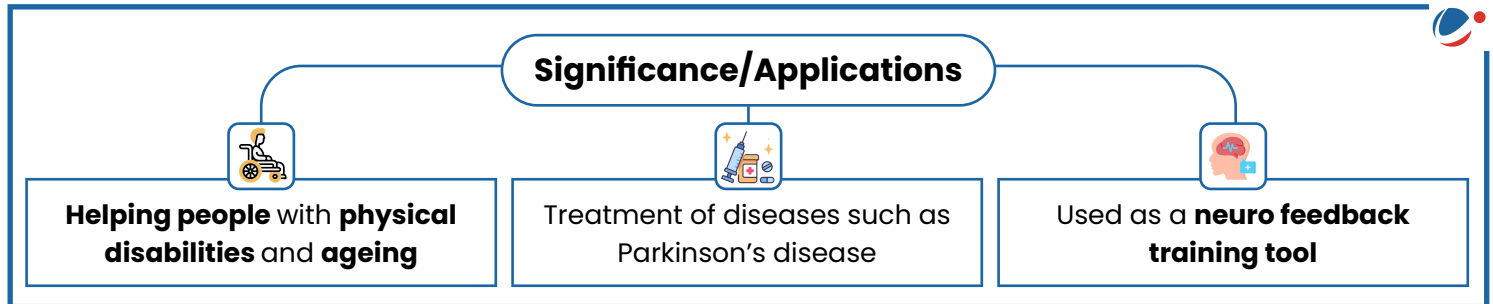 Significance/Applications
Helping people with physical
disabilities and ageing
Treatment of diseases such as
Parkinson's disease
Used as a neuro feedback
training tool